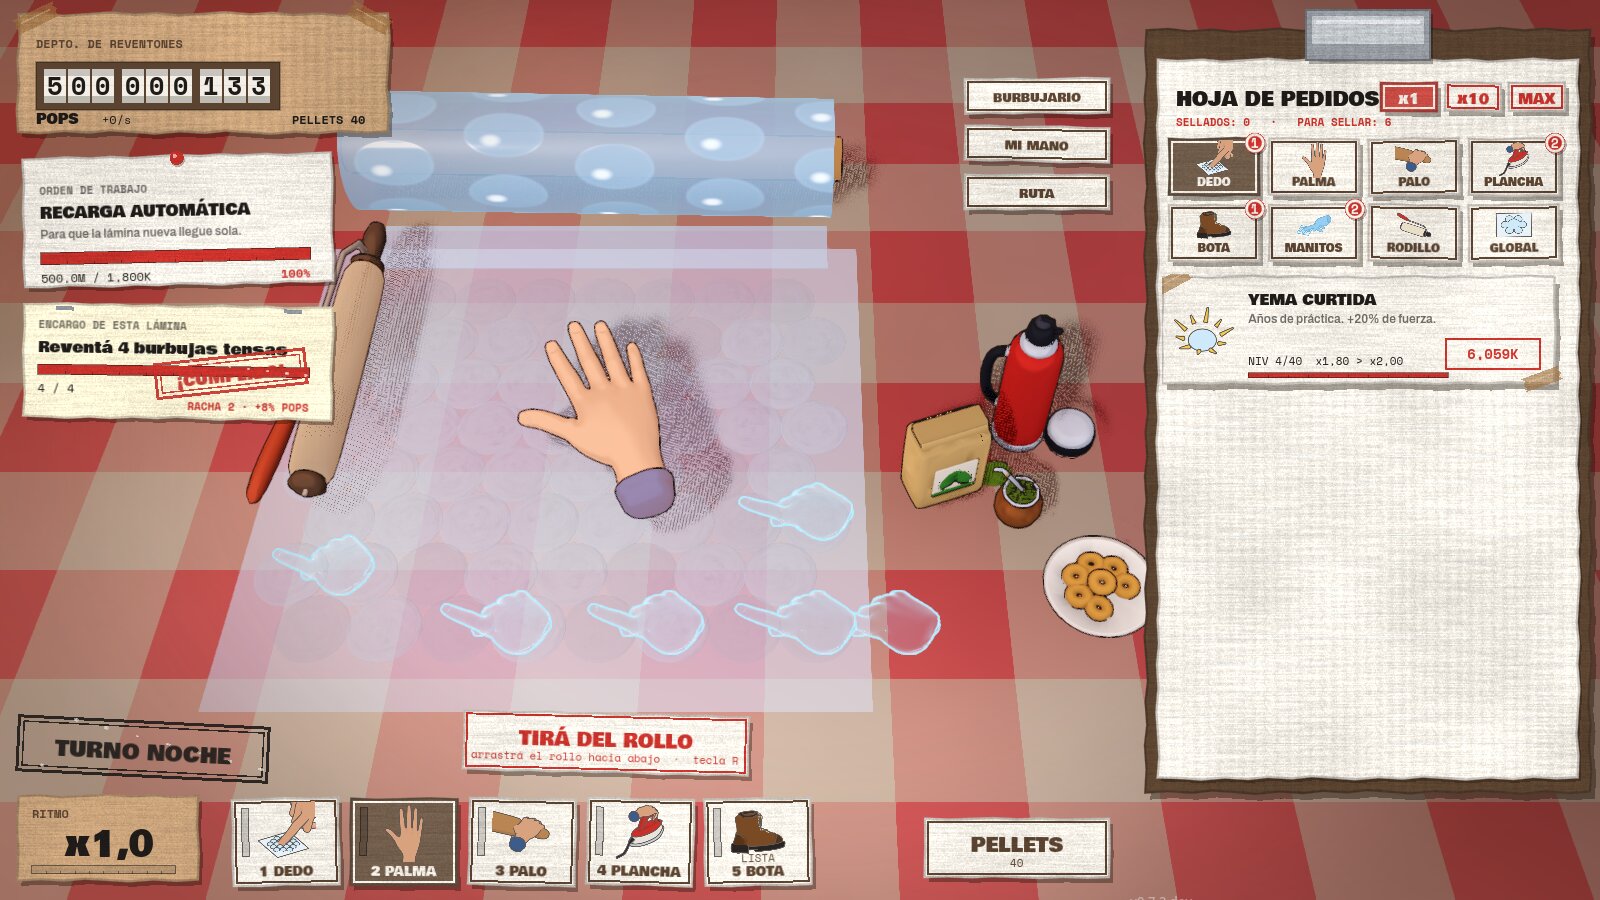 DEPTO. DE REVENTONES
500 000 133
POPS +0/s PELLETS 40
ORDEN DE TRABAJO
RECARGA AUTOMÁTICA
Para que la lámina nueva llegue sola.
500.0M / 1.800K 100%
ENCARGO DE ESTA LÁMINA
Reventá 4 burbujas tensas
4 / 4
RACHA 2 · +8% POPS
BURBUJARIO
MI MANO
RUTA
HOJA DE PEDIDOS x1 x10 MAX
SELLADOS: 0 · PARA SELLAR: 6
1 2
DEDO PALMA PALO PLANCHA
1 2
BOTA MANITOS RODILLO GLOBAL
YEMA CURTIDA
Años de práctica. +20% de fuerza.
NIV 4/40 x1,80 > x2,00 6.059K
TURNO NOCHE
TIRÁ DEL ROLLO
arrastrá el rollo hacia abajo · tecla R
RITMO
x1,0
1 DEDO 2 PALMA 3 PALO 4 PLANCHA
LISTA
5 BOTA
PELLETS
40